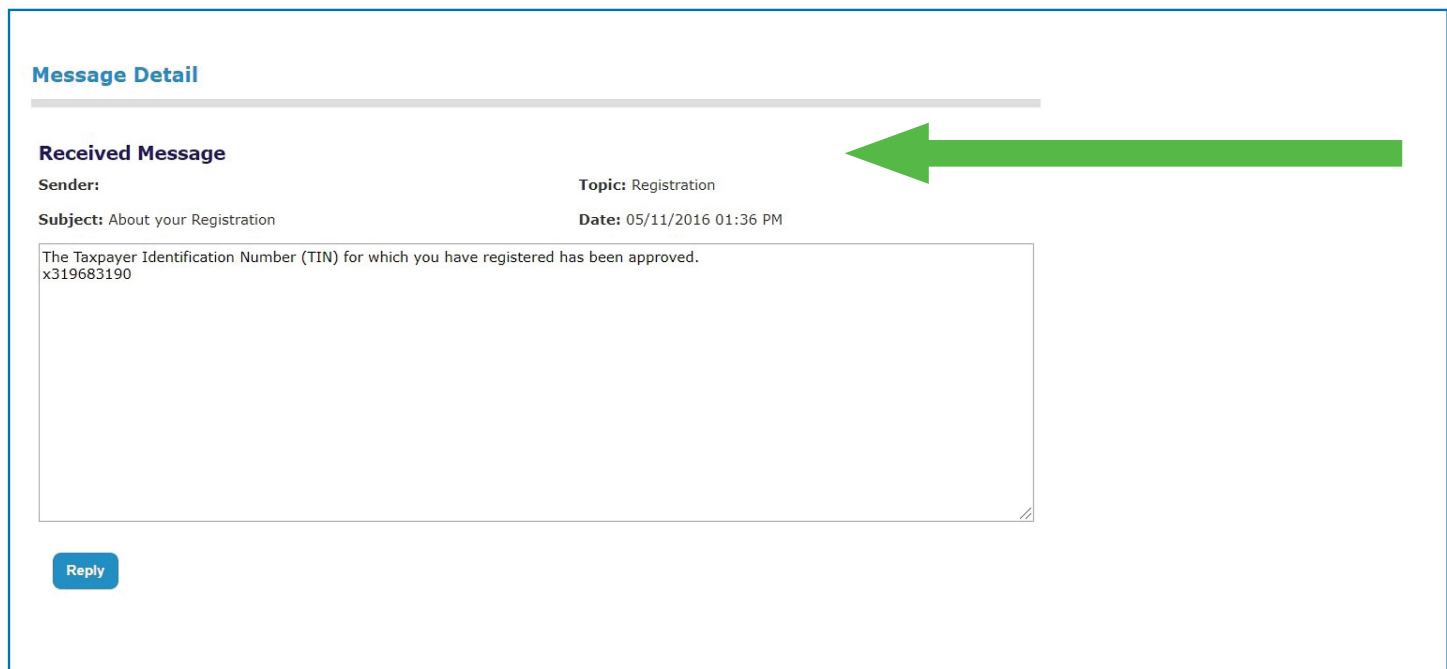 Message Detail
Received Message
Sender:
Topic: Registration
Subject: About your Registration
Date: 05/11/2016 01:36 PM
The Taxpayer Identification Number (TIN) for which you have registered has been approved.
x319683190
Reply